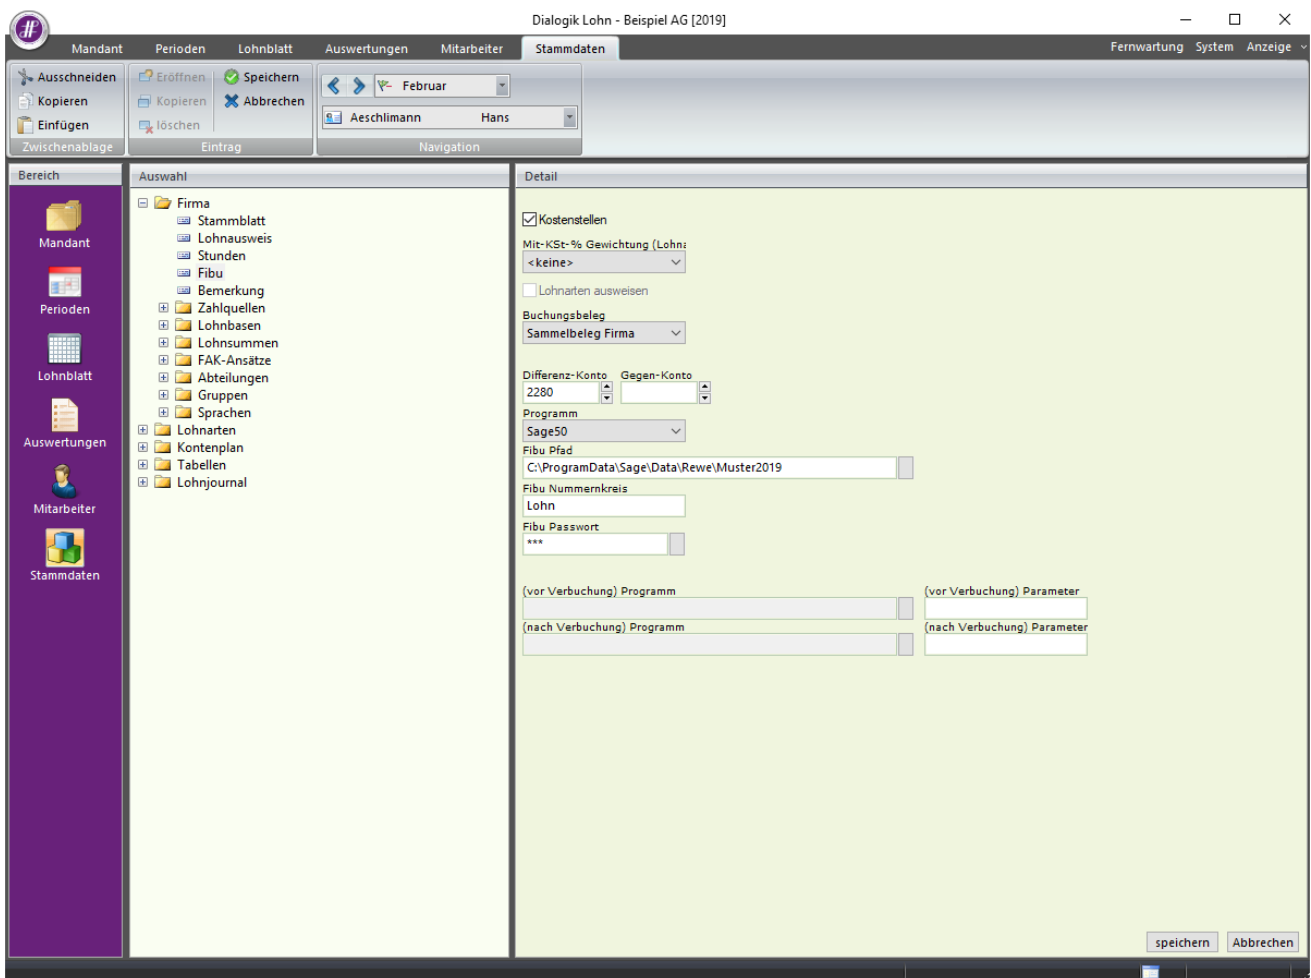 Dialogik Lohn - Beispiel AG [2019]
Mandant Perioden Lohnblatt Auswertungen Mitarbeiter Stammdaten Fernwartung System Anzeige
Ausschneiden
Kopieren
Einfügen
Zwischenablage
Eröffnen Speichern
Kopieren Abbrechen
löschen
Eintrag
Februar
Aeschlimann Hans
Navigation
Bereich
Mandant
Perioden
Lohnblatt
Auswertungen
Mitarbeiter
Stammdaten
Auswahl
Firma
Stammblatt
Lohnausweis
Stunden
Fibu
Bemerkung
Zahlquellen
Lohnbasen
Lohnsummen
FAK-Ansätze
Abteilungen
Gruppen
Sprachen
Lohnarten
Kontenplan
Tabellen
Lohnjournal
Detail
Kostenstellen
Mit-KSt-% Gewichtung (Lohna
<keine>
Lohnarten ausweisen
Buchungsbeleg
Sammelbeleg Firma
Differenz-Konto Gegen-Konto
2280
Programm
Sage50
Fibu Pfad
C:\ProgramData\Sage\Data\Rewe\Muster2019
Fibu Nummernkreis
Lohn
Fibu Passwort
***
(vor Verbuchung) Programm (vor Verbuchung) Parameter
(nach Verbuchung) Programm (nach Verbuchung) Parameter
speichern Abbrechen